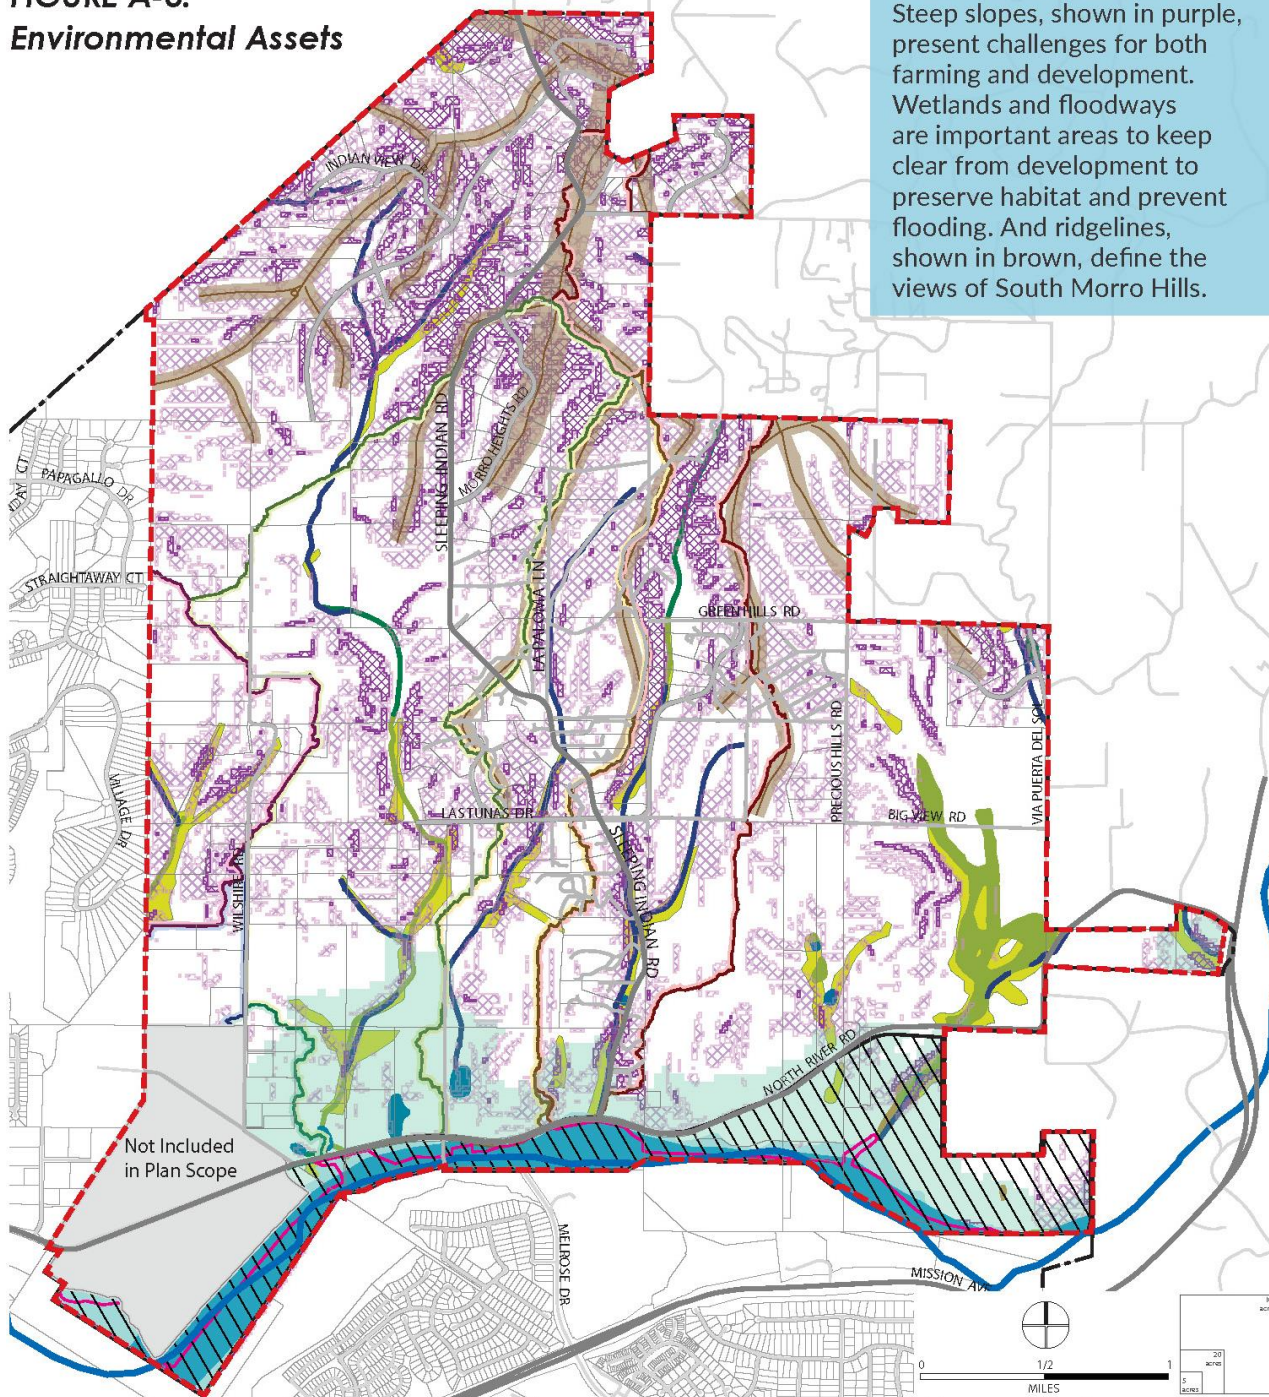 FIGURE A-6:
Environmental Assets
Steep slopes, shown in purple,
present challenges for both
farming and development.
Wetlands and floodways
are important areas to keep
clear from development to
preserve habitat and prevent
flooding. And ridgelines,
shown in brown, define the
views of South Morro Hills.
INDIAN VIEW DR
SLEEPING INDIAN RD
MORRO HEIGHTS RD
PAPAGALLO DR
STRAIGHTAWAY CT
LA PALOMA LN
GREEN HILLS RD
VILLAGE DR
PRECIOUS HILLS RD
VIA PUERTA DEL SOL
LAS TUNAS DR
BIG VIEW RD
WILSHIRE RD
SLEEPING INDIAN RD
NORTH RIVER RD
Not Included
in Plan Scope
MELROSE DR
MISSION AVE
0 1/2 1
MILES
20
acres
5
acres